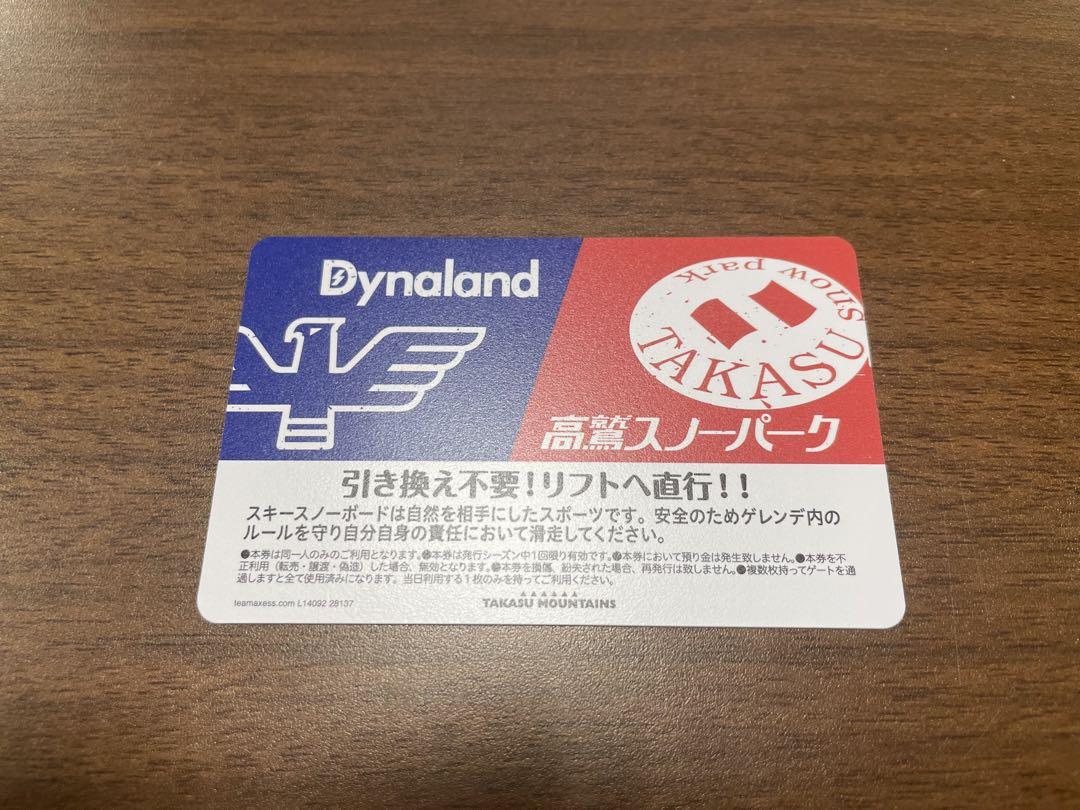 Dynaland
snow park
TAKASU
高鷲スノーパーク
引き換え不要!リフトへ直行!!
スキースノーボードは自然を相手にしたスポーツです。安全のためゲレンデ内の
ルールを守り自分自身の責任において滑走してください。
●本券は同一人のみのご利用となります。●本券は発行シーズン中1回限り有効です。●本券において預り金は発生致しません。●本券を不
正利用(転売・譲渡・偽造)した場合、無効となります。●本券を損傷、紛失された場合、再発行は致しません。●複数枚持ってゲートを通
過しますと全て使用済みになります。当日利用する1枚のみを持ってご利用ください。
teamaxess.com L14092 28137
TAKASU MOUNTAINS